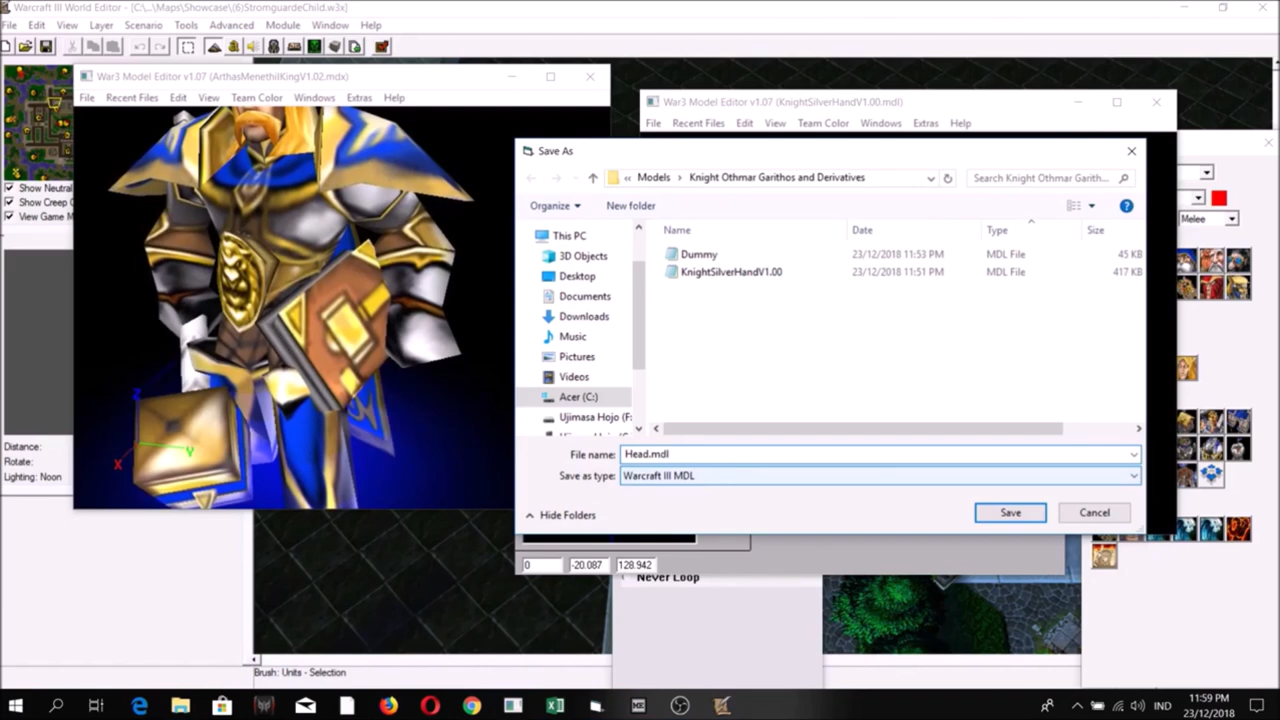 Warcraft III World Editor - [C:\...\Maps\Showcase\(6)StromguardeChild.w3x]
File Edit View Layer Scenario Tools Advanced Module Window Help
War3 Model Editor v1.07 (ArthasMenethilKingV1.02.mdx)
File Recent Files Edit View Team Color Windows Extras Help
War3 Model Editor v1.07 (KnightSilverHandV1.00.mdl)
File Recent Files Edit View Team Color Windows Extras Help
Save As
« Models > Knight Othmar Garithos and Derivatives
Search Knight Othmar Garith...
Organize New folder
This PC
3D Objects
Desktop
Documents
Downloads
Music
Pictures
Videos
Acer (C:)
Ujimasa Hojo (F:
Name Date Type Size
Dummy 23/12/2018 11:53 PM MDL File 45 KB
KnightSilverHandV1.00 23/12/2018 11:51 PM MDL File 417 KB
File name: Head.mdl
Save as type: Warcraft III MDL
Hide Folders
Save Cancel
Show Neutral
Show Creep C
View Game M
Melee
Z
X
Y
Distance:
Rotate:
Lighting: Noon
0 -20.087 128.942
Never Loop
Brush: Units - Selection
IND
11:59 PM
23/12/2018